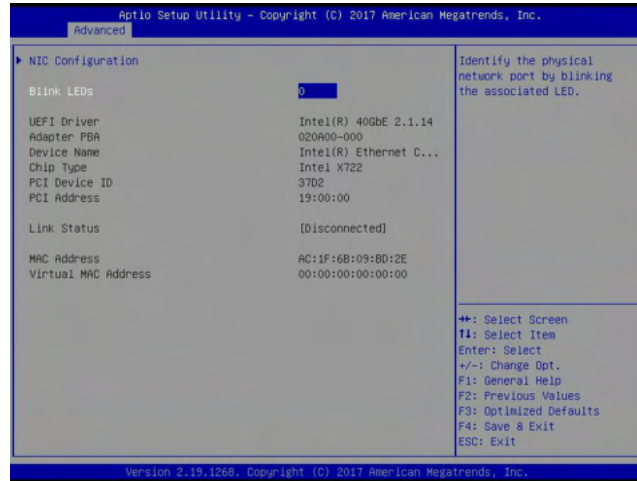 Aptio Setup Utility – Copyright (C) 2017 American Megatrends, Inc.
Advanced
NIC Configuration
Blink LEDs 0
UEFI Driver Intel(R) 40GbE 2.1.14
Adapter PBA 020A00-000
Device Name Intel(R) Ethernet C...
Chip Type Intel X722
PCI Device ID 37D2
PCI Address 19:00:00
Link Status [Disconnected]
MAC Address AC:1F:6B:09:BD:2E
Virtual MAC Address 00:00:00:00:00:00
Identify the physical
network port by blinking
the associated LED.
→←: Select Screen
↑↓: Select Item
Enter: Select
+/-: Change Opt.
F1: General Help
F2: Previous Values
F3: Optimized Defaults
F4: Save & Exit
ESC: Exit
Version 2.19.1268. Copyright (C) 2017 American Megatrends, Inc.